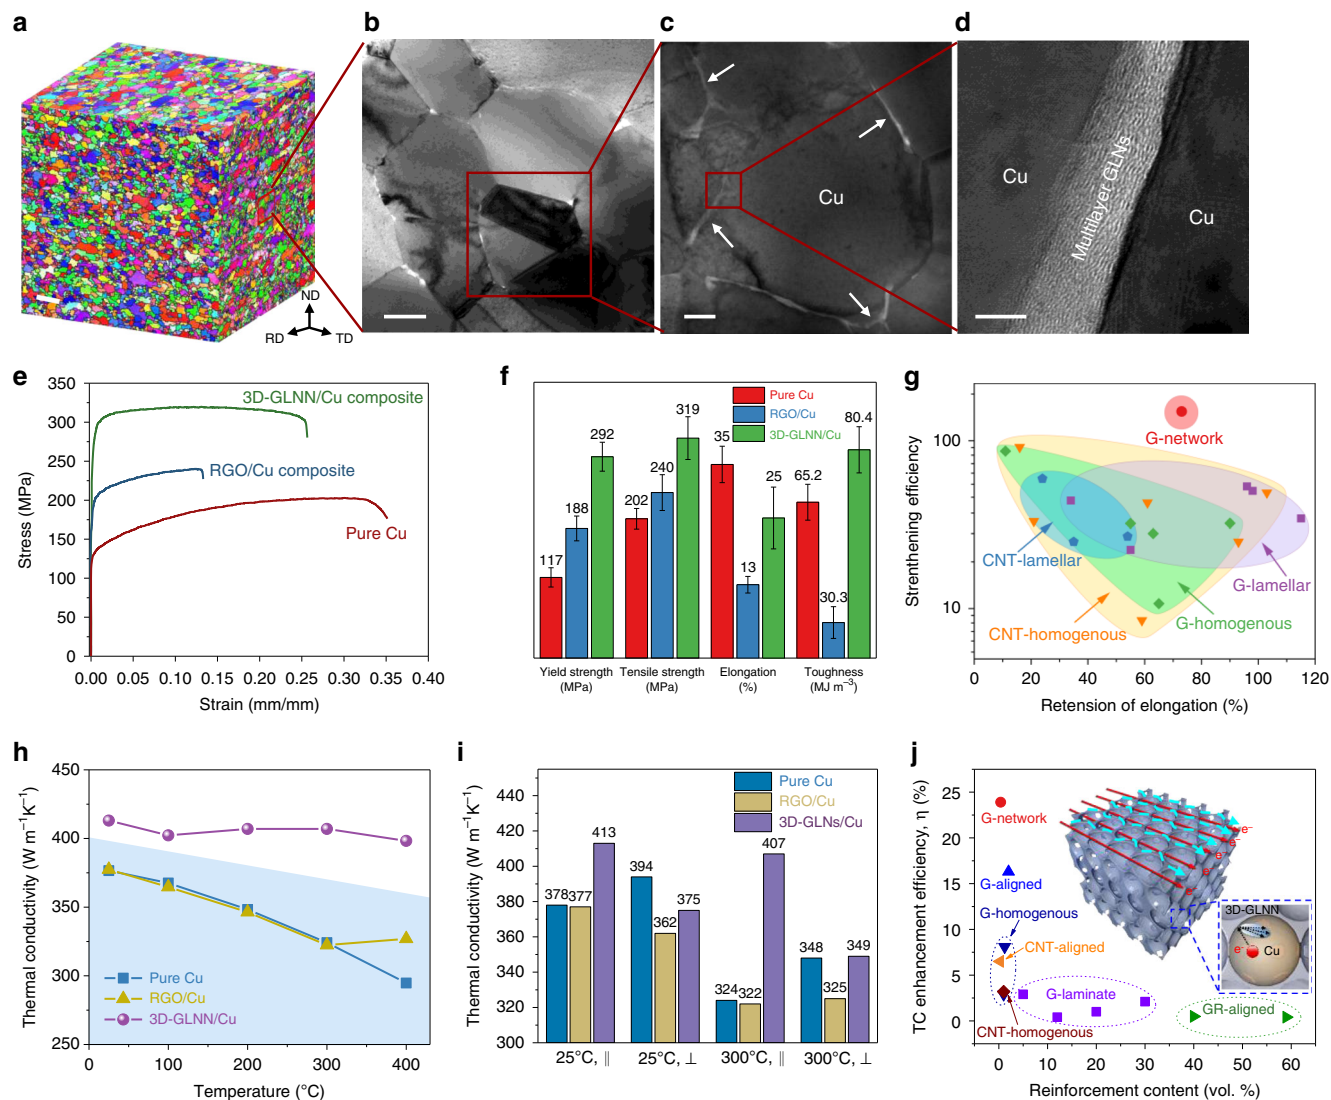 a
b
c
d
ND
RD
TD
Cu
Cu
Multilayer GLNs
Cu
e
350
300
250
200
150
100
50
0
0.00 0.05 0.10 0.15 0.20 0.25 0.30 0.35 0.40
Stress (MPa)
Strain (mm/mm)
3D-GLNN/Cu composite
RGO/Cu composite
Pure Cu
f
Pure Cu
RGO/Cu
3D-GLNN/Cu
117
188
292
202
240
319
35
13
25
65.2
30.3
80.4
Yield strength
(MPa)
Tensile strength
(MPa)
Elongation
(%)
Toughness
(MJ m⁻³)
g
100
10
Strenthening efficiency
0 20 40 60 80 100 120
Retension of elongation (%)
G-network
CNT-lamellar
G-lamellar
CNT-homogenous
G-homogenous
h
450
400
350
300
250
Thermal conductivity (W m⁻¹K⁻¹)
0 100 200 300 400
Temperature (°C)
Pure Cu
RGO/Cu
3D-GLNN/Cu
i
440
420
400
380
360
340
320
300
Thermal conductivity (W m⁻¹K⁻¹)
Pure Cu
RGO/Cu
3D-GLNs/Cu
378
377
413
394
362
375
324
322
407
348
325
349
25°C, ∥
25°C, ⊥
300°C, ∥
300°C, ⊥
j
25
20
15
10
5
0
TC enhancement efficiency, η (%)
0 10 20 30 40 50 60
Reinforcement content (vol. %)
G-network
G-aligned
G-homogenous
CNT-aligned
G-laminate
CNT-homogenous
GR-aligned
e⁻
e⁻
e⁻
e⁻
e⁻
3D-GLNN
e⁻
Cu